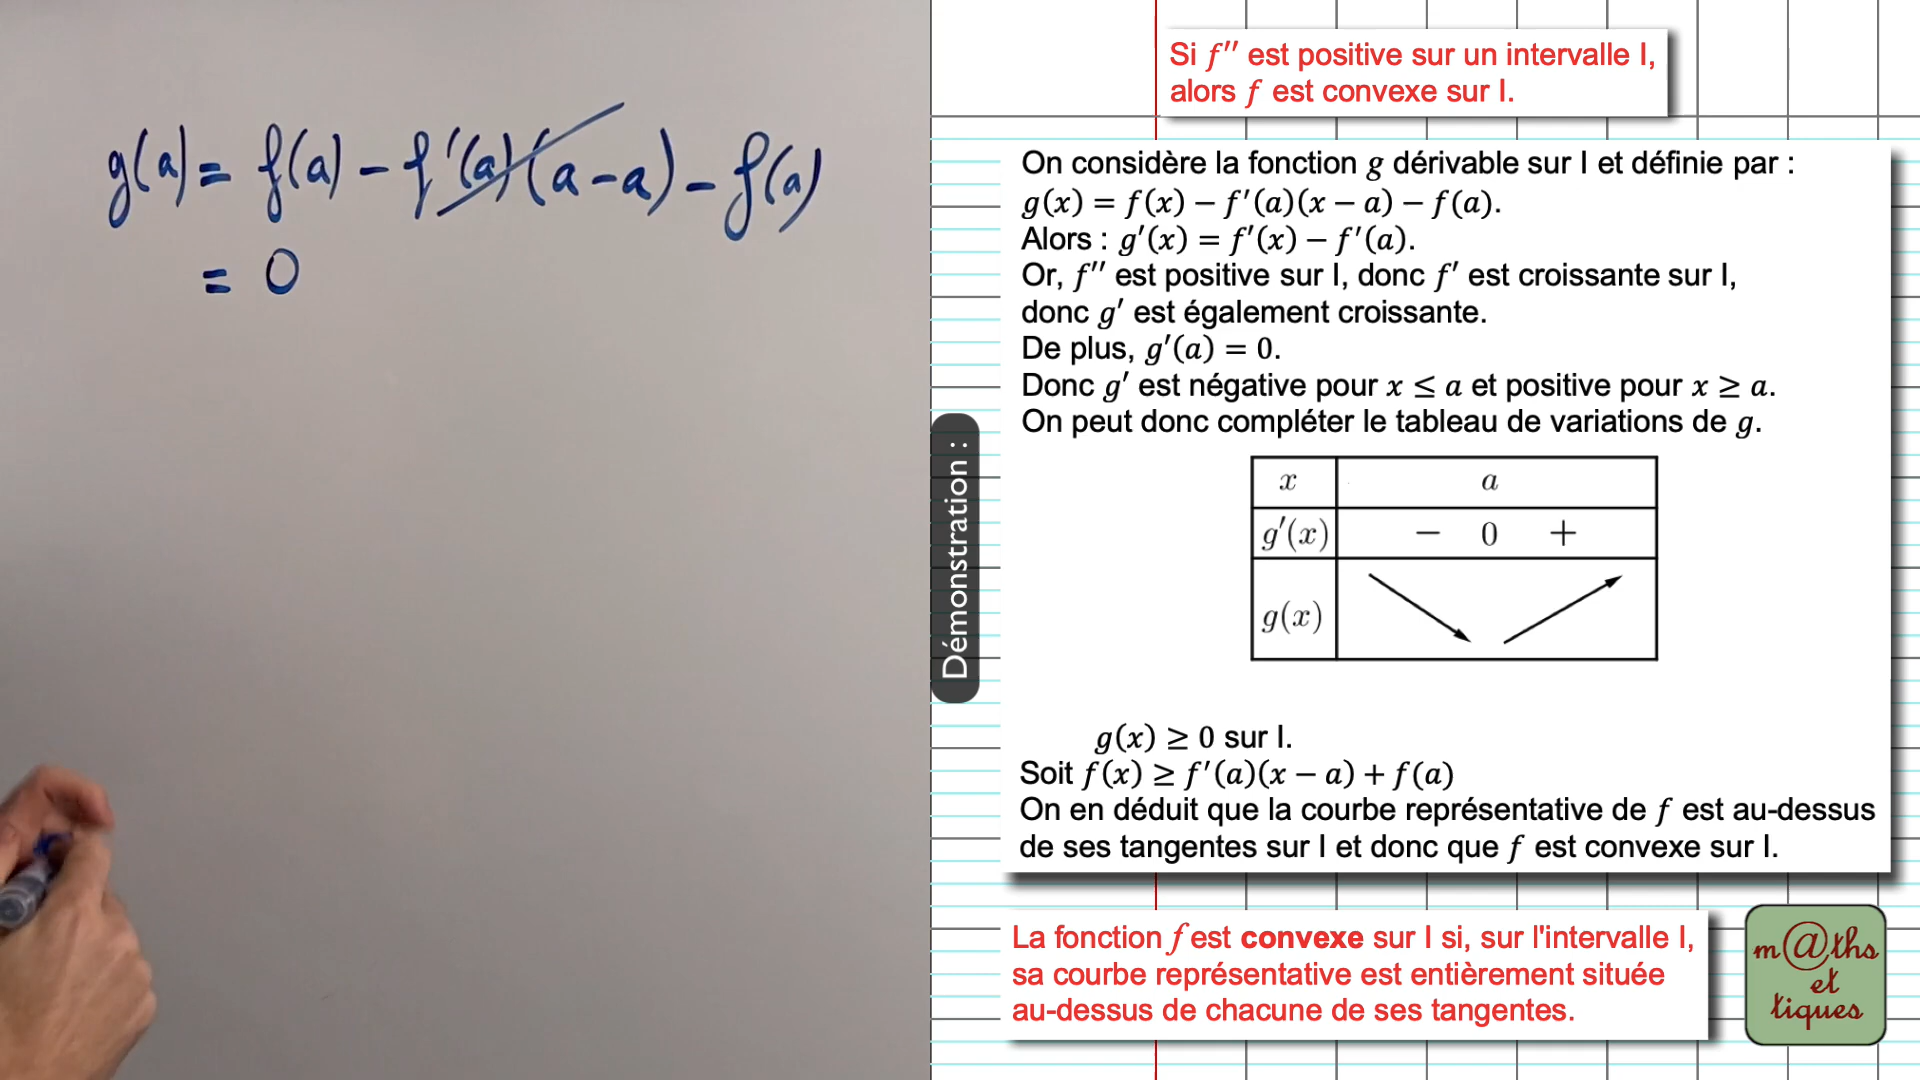 g(a) = f(a) - f'(a)(a-a) - f(a)
= 0
Si f'' est positive sur un intervalle I,
alors f est convexe sur I.
Démonstration :
On considère la fonction g dérivable sur I et définie par :
g(x) = f(x) − f'(a)(x − a) − f(a).
Alors : g'(x) = f'(x) − f'(a).
Or, f'' est positive sur I, donc f' est croissante sur I,
donc g' est également croissante.
De plus, g'(a) = 0.
Donc g' est négative pour x ≤ a et positive pour x ≥ a.
On peut donc compléter le tableau de variations de g.
x a
g'(x) − 0 +
g(x)
g(x) ≥ 0 sur I.
Soit f(x) ≥ f'(a)(x − a) + f(a)
On en déduit que la courbe représentative de f est au-dessus
de ses tangentes sur I et donc que f est convexe sur I.
La fonction f est convexe sur I si, sur l'intervalle I,
sa courbe représentative est entièrement située
au-dessus de chacune de ses tangentes.
m@ths
et
tiques